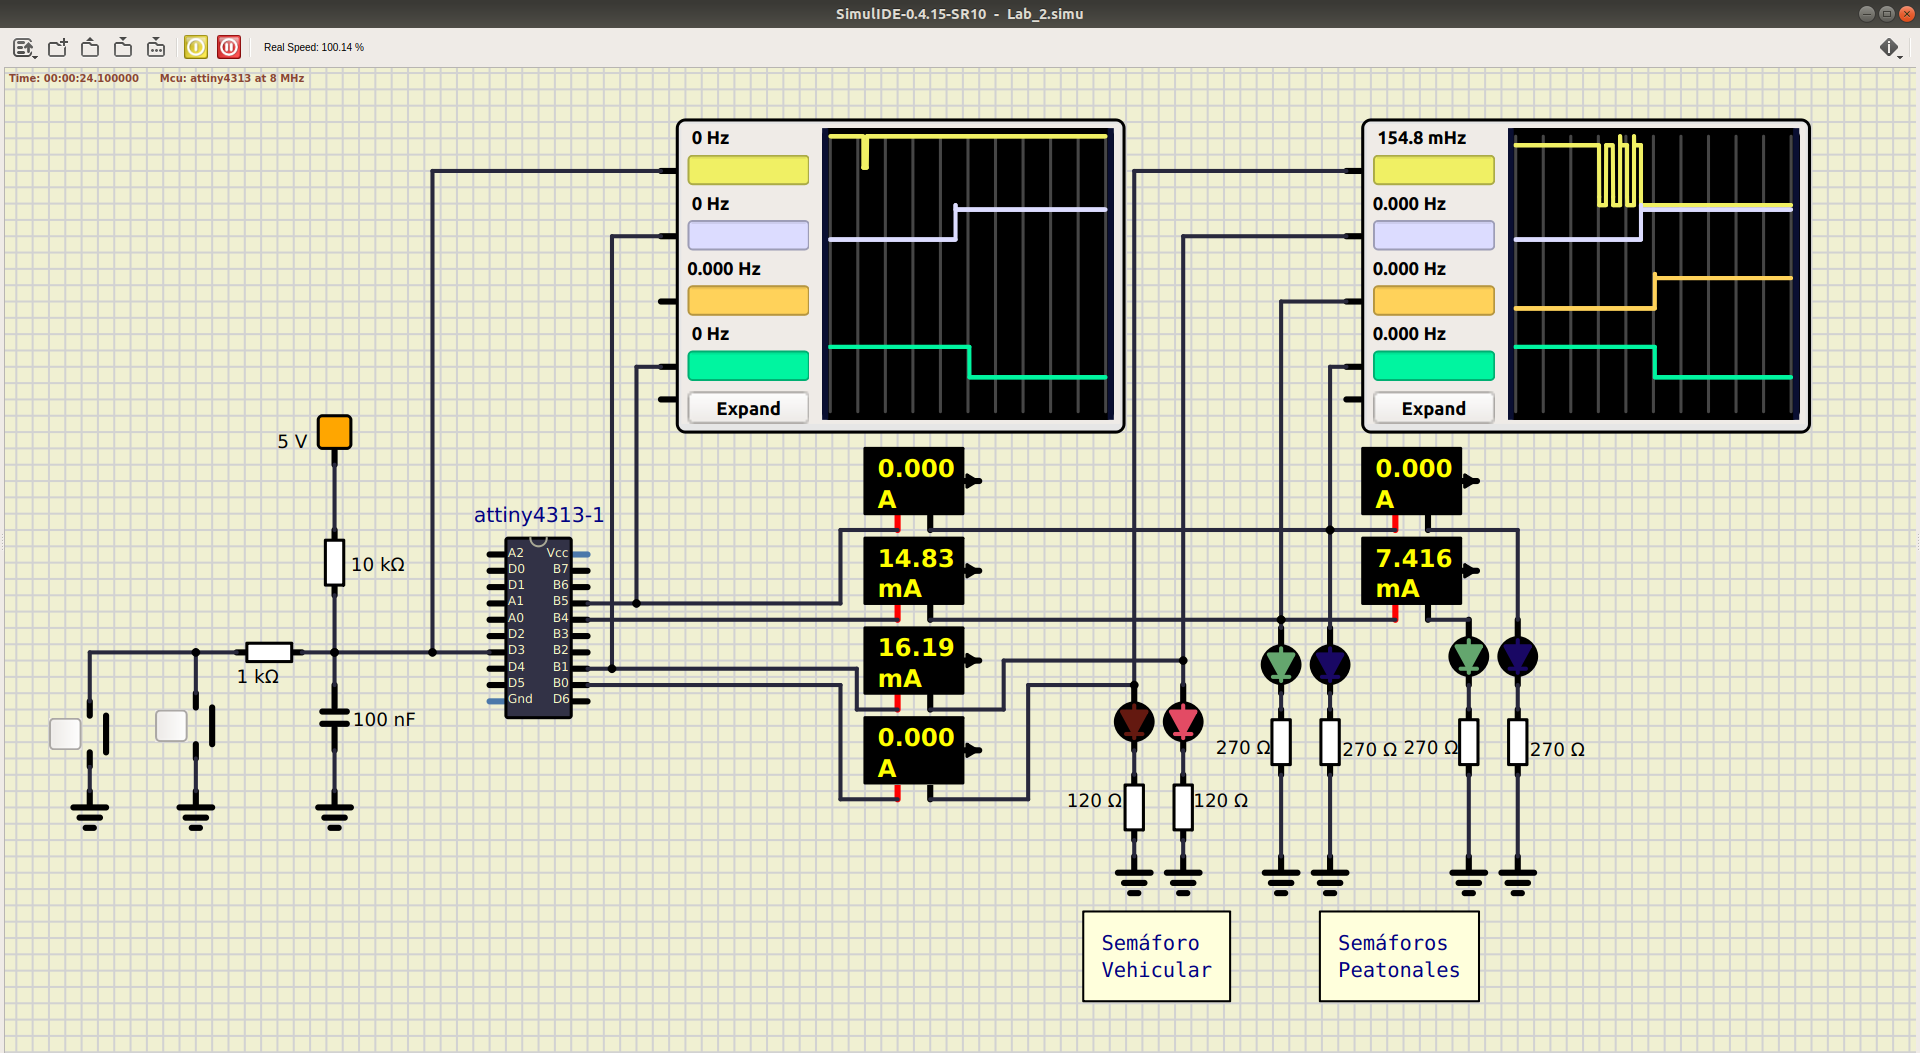 SimulIDE-0.4.15-SR10 - Lab_2.simu
Real Speed: 100.14 %
Time: 00:00:24.100000 Mcu: attiny4313 at 8 MHz
0 Hz
0 Hz
0.000 Hz
0 Hz
Expand
154.8 mHz
0.000 Hz
0.000 Hz
0.000 Hz
Expand
5 V
10 kΩ
1 kΩ
100 nF
attiny4313-1
A2 Vcc
D0 B7
D1 B6
A1 B5
A0 B4
D2 B3
D3 B2
D4 B1
D5 B0
Gnd D6
0.000
A
14.83
mA
16.19
mA
0.000
A
0.000
A
7.416
mA
270 Ω
270 Ω
270 Ω
270 Ω
120 Ω
120 Ω
Semáforo
Vehicular
Semáforos
Peatonales